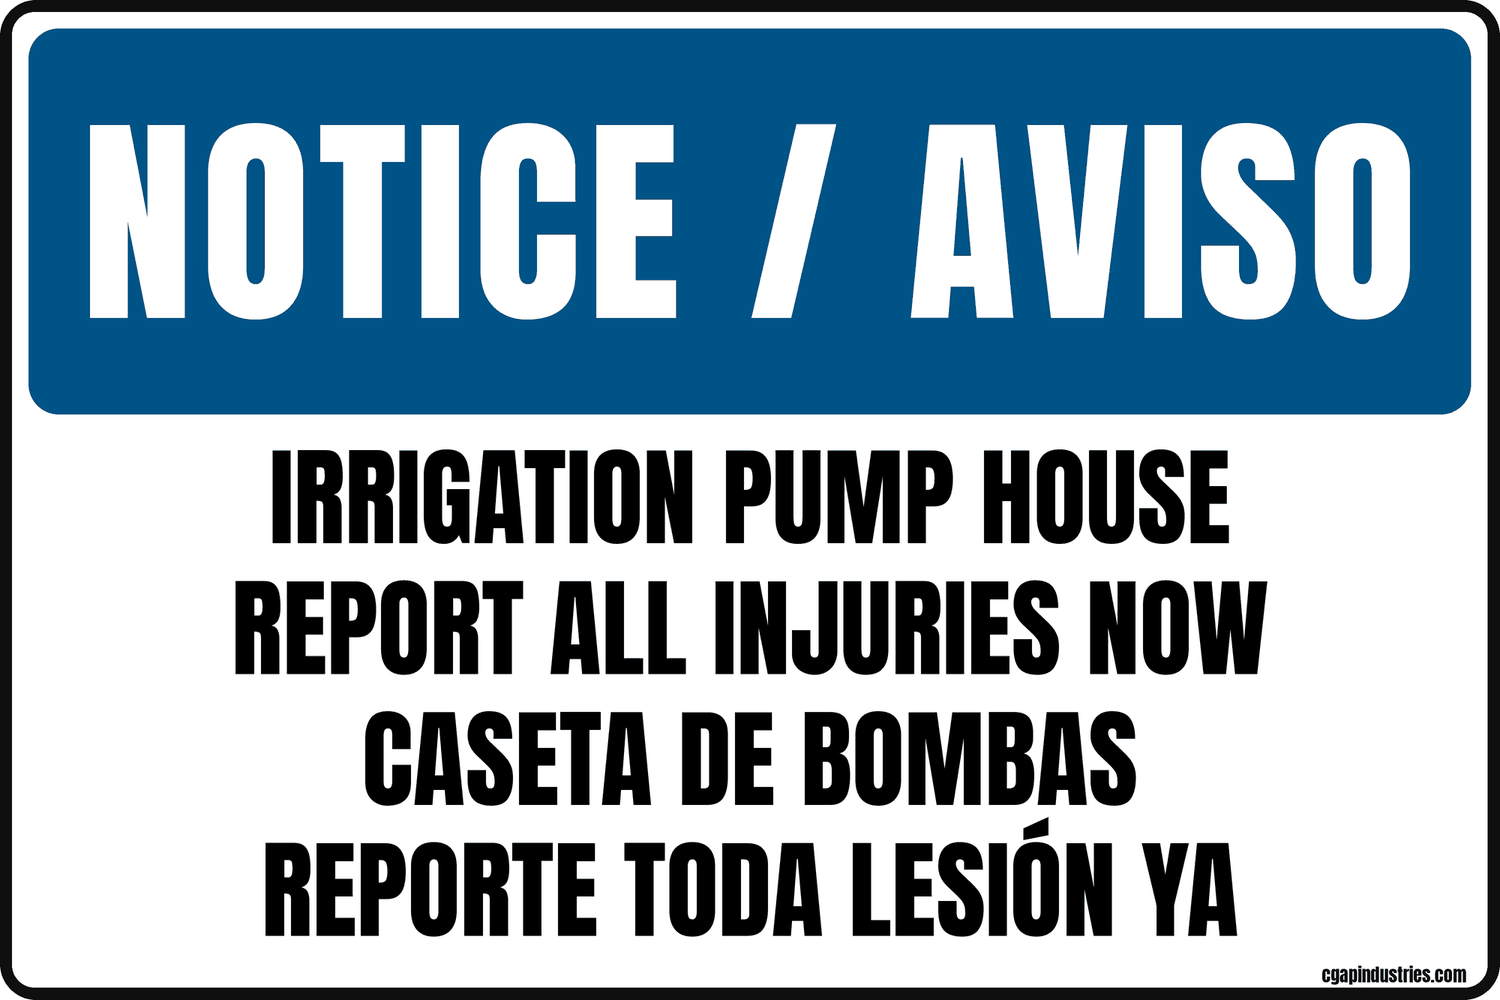 NOTICE / AVISO
IRRIGATION PUMP HOUSE
REPORT ALL INJURIES NOW
CASETA DE BOMBAS
REPORTE TODA LESIÓN YA
cgapindustries.com